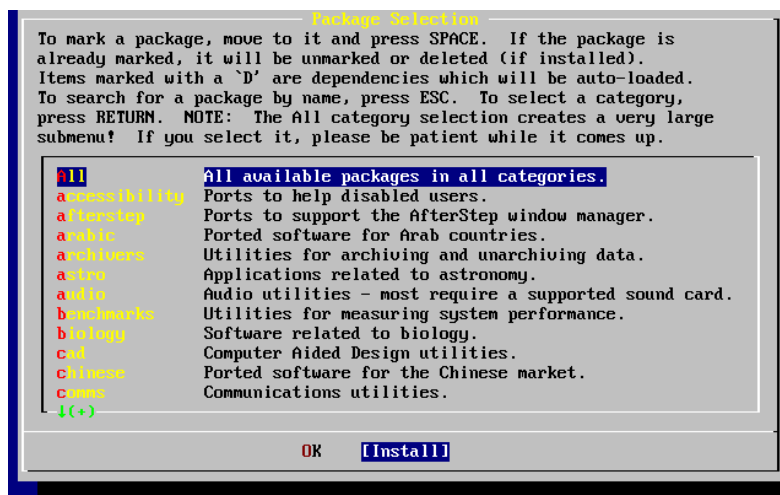 Package Selection
To mark a package, move to it and press SPACE. If the package is
already marked, it will be unmarked or deleted (if installed).
Items marked with a `D' are dependencies which will be auto-loaded.
To search for a package by name, press ESC. To select a category,
press RETURN. NOTE: The All category selection creates a very large
submenu! If you select it, please be patient while it comes up.
All All available packages in all categories.
accessibility Ports to help disabled users.
afterstep Ports to support the AfterStep window manager.
arabic Ported software for Arab countries.
archivers Utilities for archiving and unarchiving data.
astro Applications related to astronomy.
audio Audio utilities - most require a supported sound card.
benchmarks Utilities for measuring system performance.
biology Software related to biology.
cad Computer Aided Design utilities.
chinese Ported software for the Chinese market.
comms Communications utilities.
↓(+)
OK [Install]